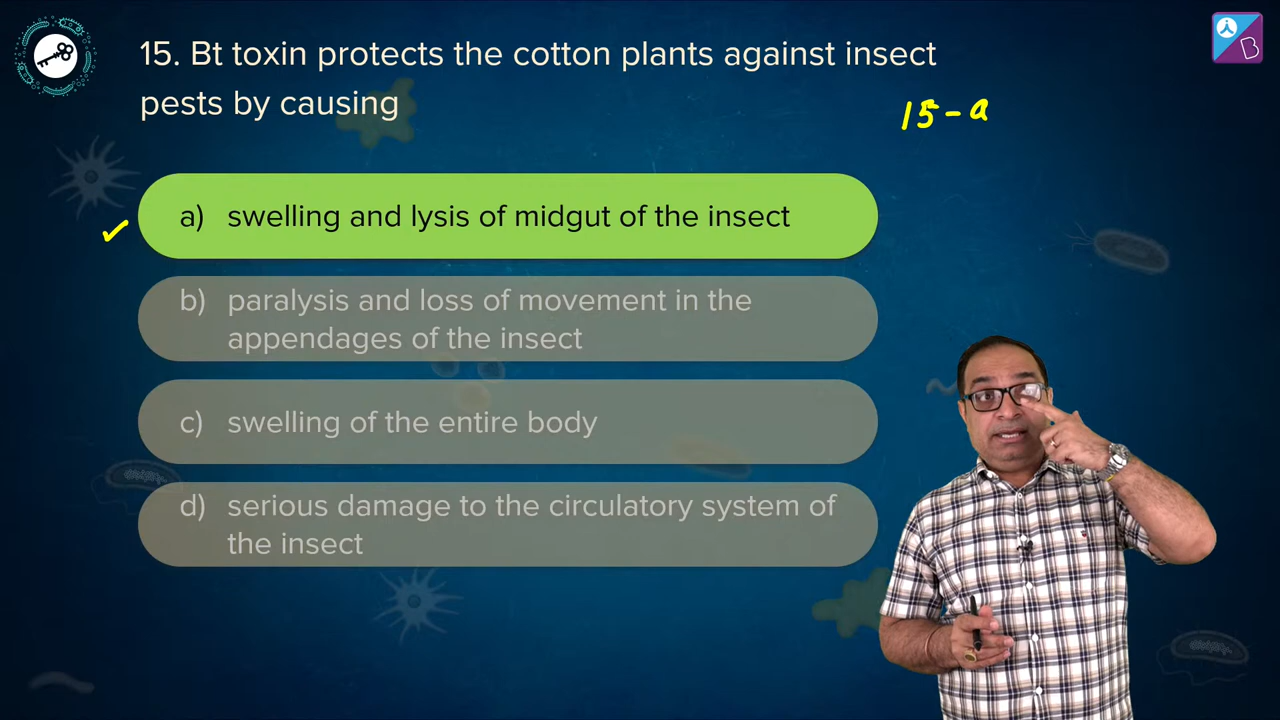 15. Bt toxin protects the cotton plants against insect
pests by causing
15-a
a) swelling and lysis of midgut of the insect
b) paralysis and loss of movement in the
appendages of the insect
c) swelling of the entire body
d) serious damage to the circulatory system of
the insect
B